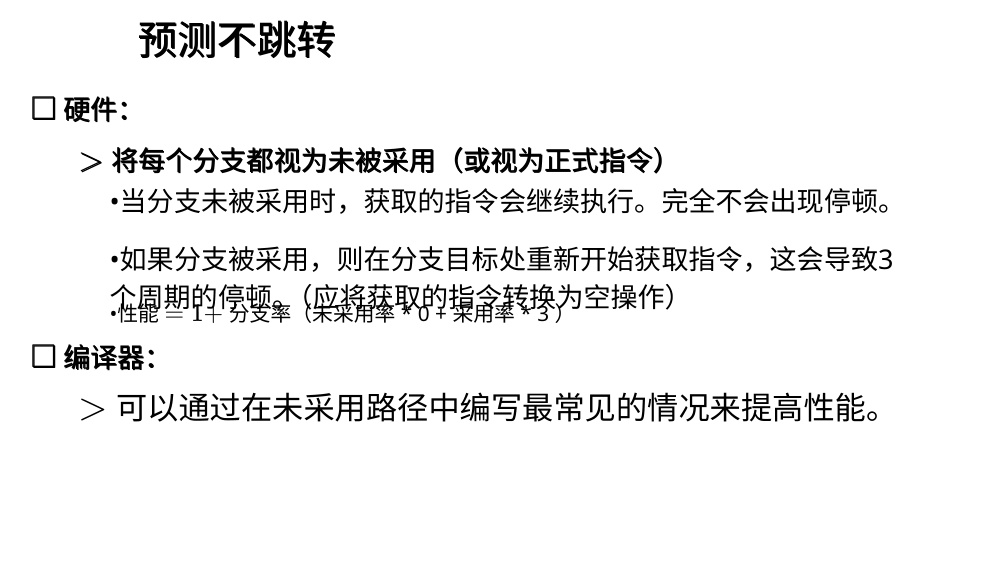 预测不跳转
□ 硬件：
＞ 将每个分支都视为未被采用（或视为正式指令）
•当分支未被采用时，获取的指令会继续执行。完全不会出现停顿。
•如果分支被采用，则在分支目标处重新开始获取指令，这会导致3
个周期的停顿。（应将获取的指令转换为空操作）
•性能 ＝ 1＋ 分支率（未采用率 * 0 + 采用率 * 3 ）
□ 编译器：
＞ 可以通过在未采用路径中编写最常见的情况来提高性能。